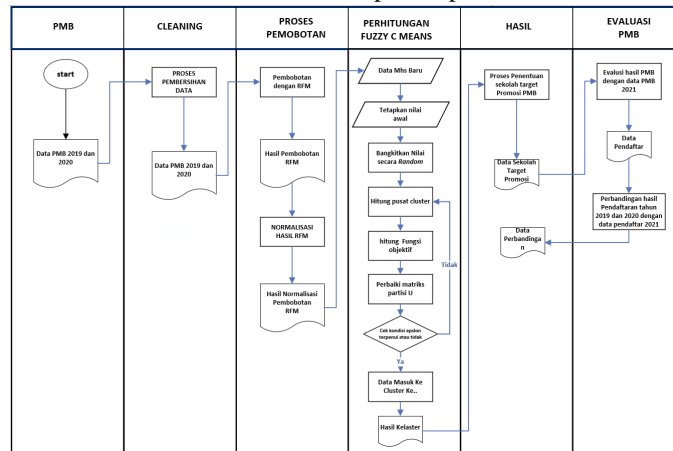 PMB
CLEANING
PROSES
PEMOBOTAN
PERHITUNGAN
FUZZY C MEANS
HASIL
EVALUASI
PMB
start
Data PMB 2019 dan
2020
PROSES
PEMBERSIHAN
DATA
Data PMB 2019 dan
2020
Pembobotan
dengan RFM
Hasil Pembobotan
RFM
NORMALISASI
HASIL RFM
Hasil Normalisasi
Pembobotan
RFM
Data Mhs Baru
Tetapkan nilai
awal
Bangkitkan Nilai
secara Random
Hitung pusat cluster
hitung Fungsi
objektif
Tidak
Perbaiki matriks
partisi U
Cek kondisi epsilon
terpenui atau tidak
Ya
Data Masuk Ke
Cluster Ke..
Hasil Kelaster
Proses Penentuan
sekolah target
Promosi PMB
Data Sekolah
Target
Promosi
Data
Perbandinga
n
Evalusi hasil PMB
dengan data PMB
2021
Data
Pendaftar
Perbandingan hasil
Pendaftaran tahun
2019 dan 2020 dengan
data pendaftar 2021